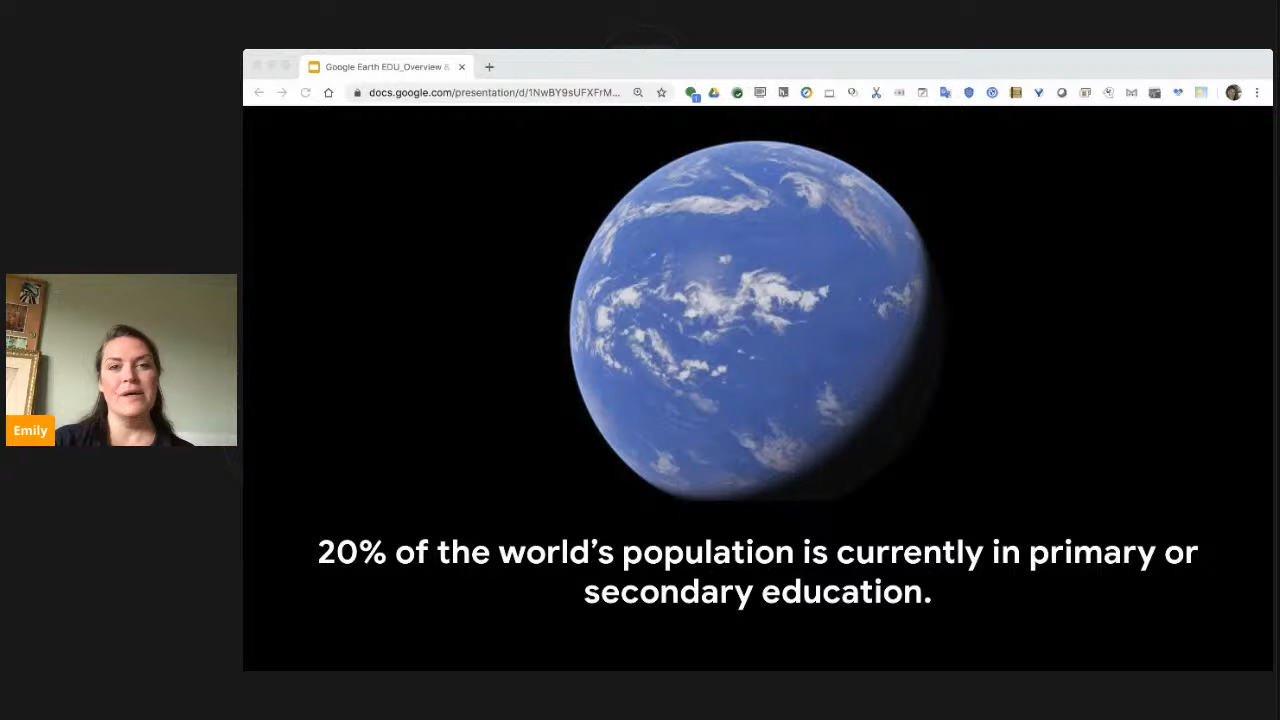 Google Earth EDU_Overview &
docs.google.com/presentation/d/1NwBY9sUFXFrM...
Emily
20% of the world’s population is currently in primary or
secondary education.